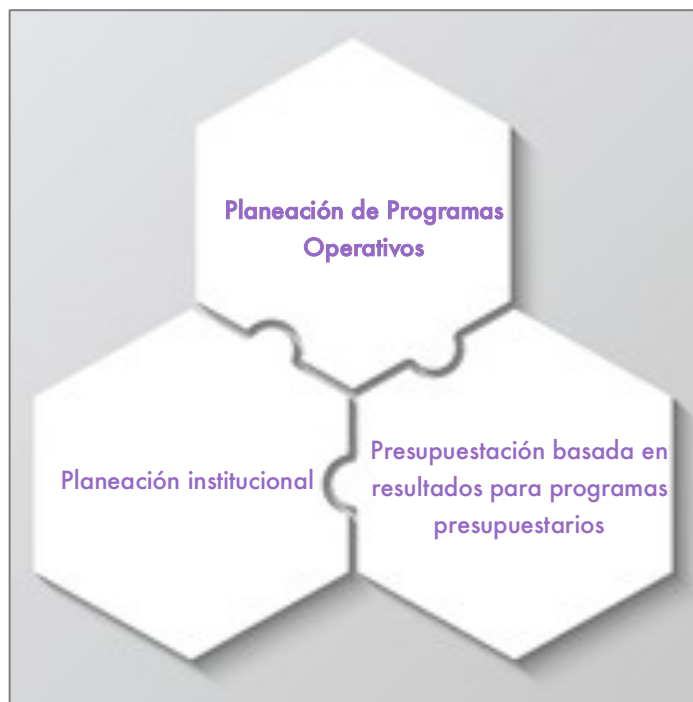 Planeación de Programas
Operativos
Planeación institucional
Presupuestación basada en
resultados para programas
presupuestarios